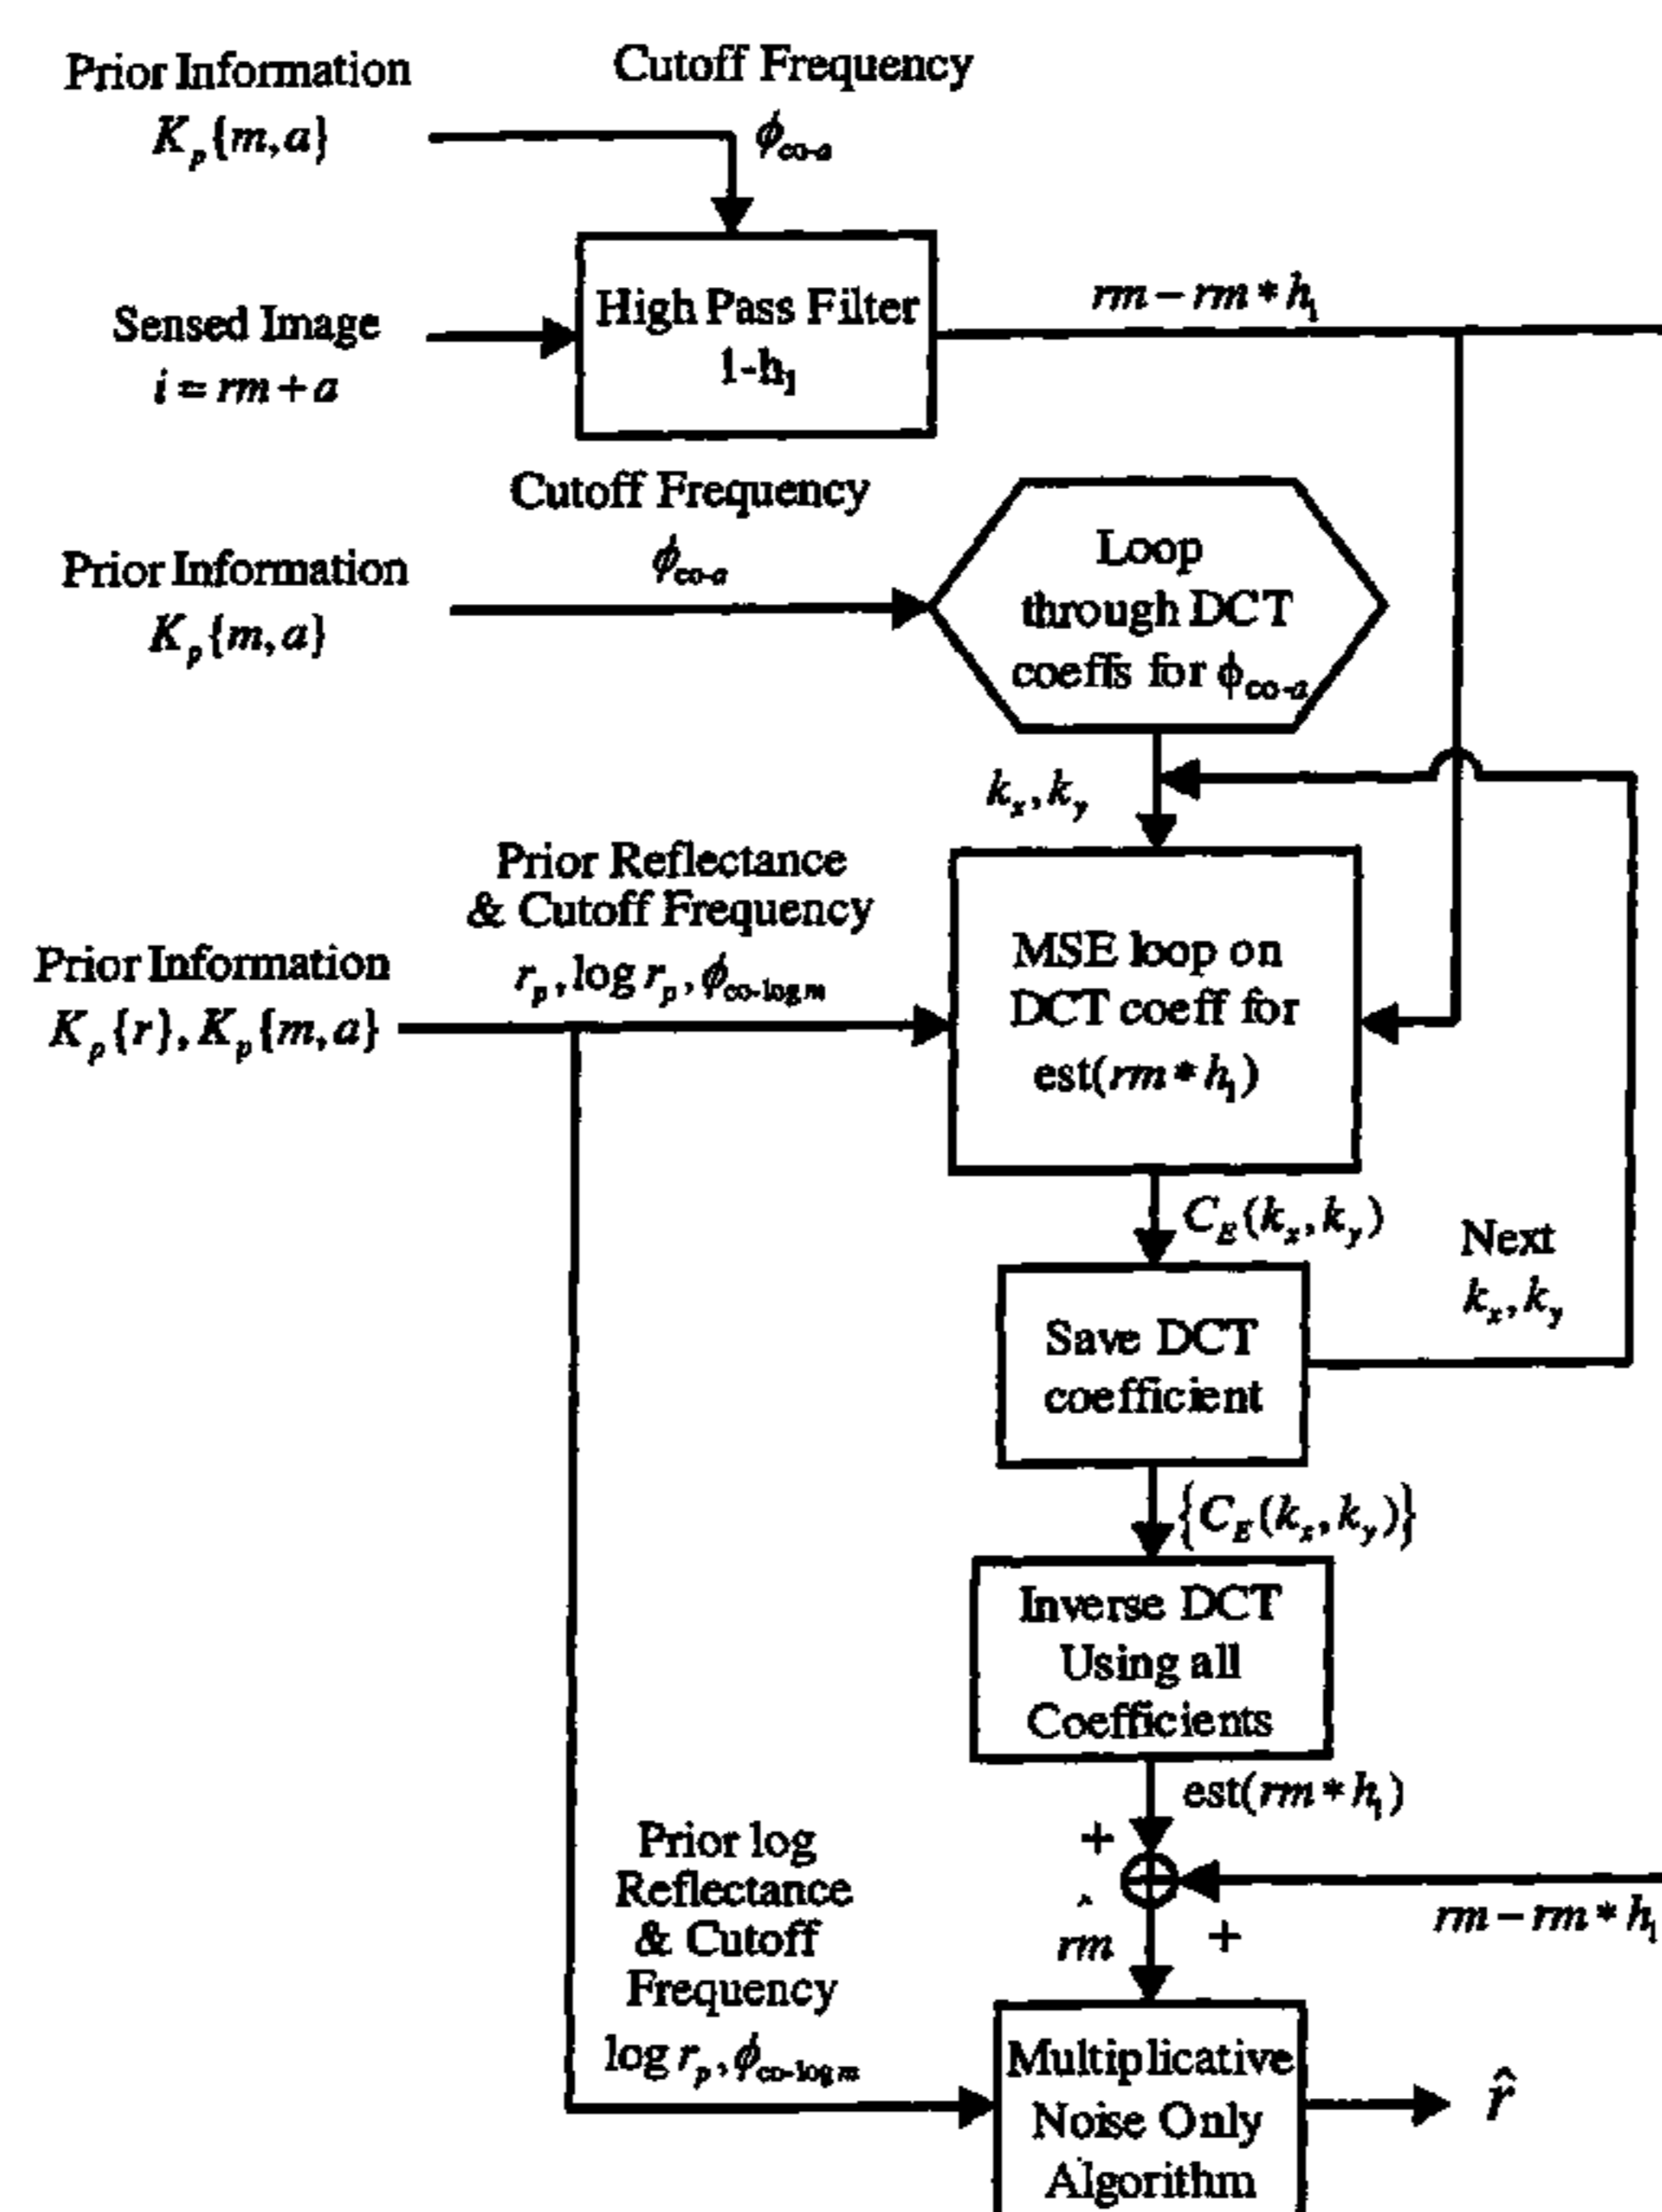 Prior Information
K_p{m,a}
Cutoff Frequency
ϕ_co-a
Sensed Image
i = rm + a
High Pass Filter
1-h_1
rm − rm * h_1
Cutoff Frequency
ϕ_co-a
Prior Information
K_p{m,a}
Loop
through DCT
coeffs for ϕ_co-a
k_x, k_y
Prior Reflectance
& Cutoff Frequency
r_p, log r_p, ϕ_co-log m
Prior Information
K_p{r}, K_p{m,a}
MSE loop on
DCT coeff for
est(rm * h_1)
C_E(k_x, k_y)
Next
k_x, k_y
Save DCT
coefficient
{C_E(k_x, k_y)}
Inverse DCT
Using all
Coefficients
est(rm * h_1)
+
rm − rm * h_1
+
r̂m
Prior log
Reflectance
& Cutoff
Frequency
log r_p, ϕ_co-log m
Multiplicative
Noise Only
Algorithm
r̂